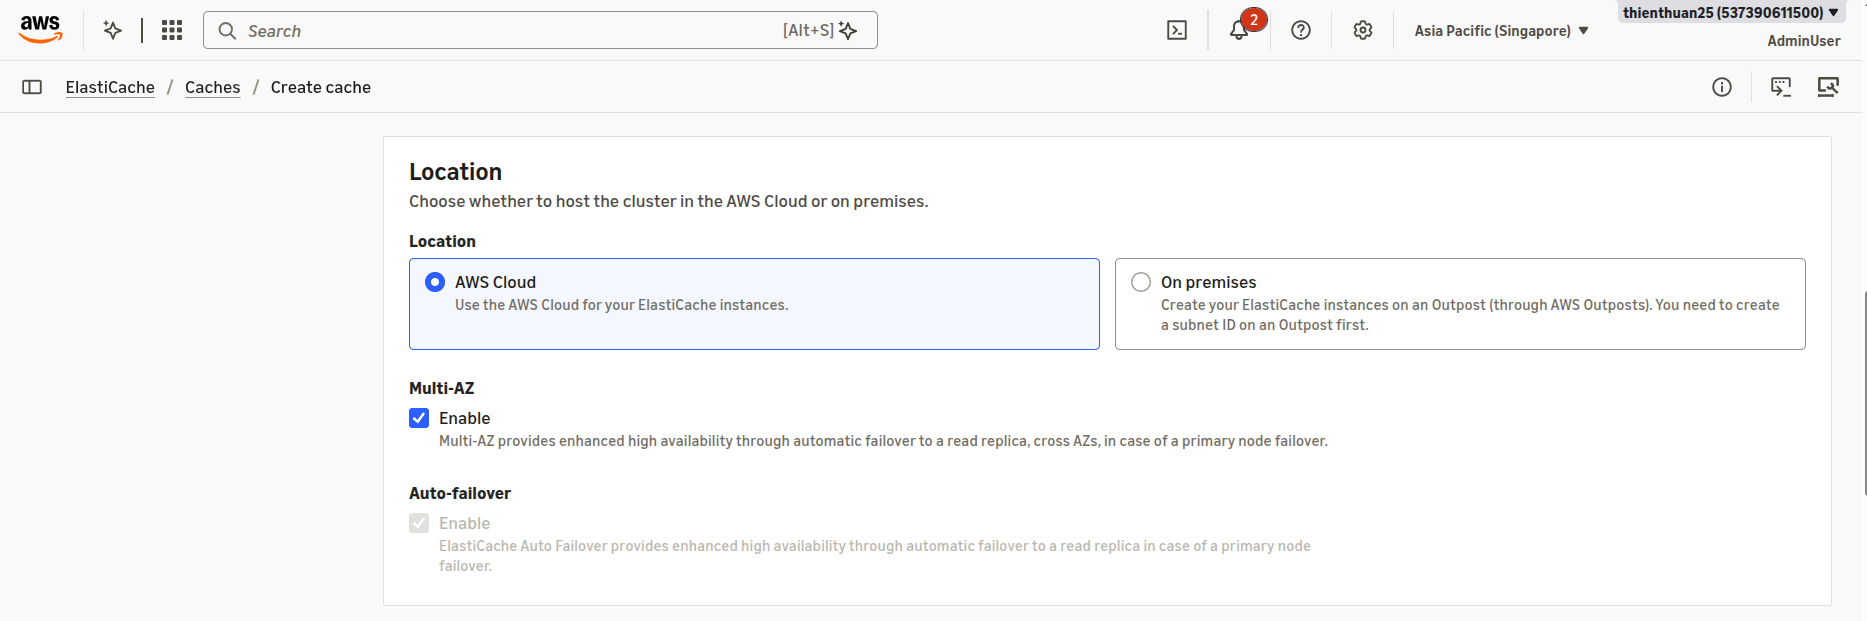 aws
Search
[Alt+S]
2
Asia Pacific (Singapore)
thienthuan25 (537390611500)
AdminUser
ElastiCache / Caches / Create cache
Location
Choose whether to host the cluster in the AWS Cloud or on premises.
Location
AWS Cloud
Use the AWS Cloud for your ElastiCache instances.
On premises
Create your ElastiCache instances on an Outpost (through AWS Outposts). You need to create
a subnet ID on an Outpost first.
Multi-AZ
Enable
Multi-AZ provides enhanced high availability through automatic failover to a read replica, cross AZs, in case of a primary node failover.
Auto-failover
Enable
ElastiCache Auto Failover provides enhanced high availability through automatic failover to a read replica in case of a primary node
failover.